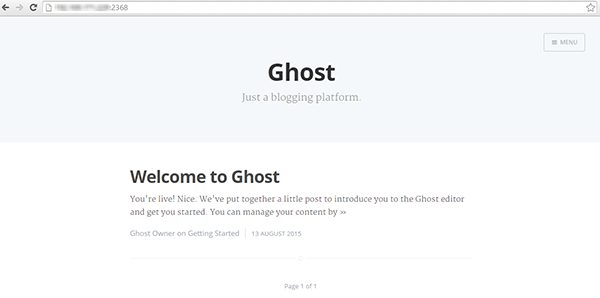 :2368
MENU
Ghost
Just a blogging platform.
Welcome to Ghost
You're live! Nice. We've put together a little post to introduce you to the Ghost editor
and get you started. You can manage your content by »
Ghost Owner on Getting Started | 13 AUGUST 2015
Page 1 of 1